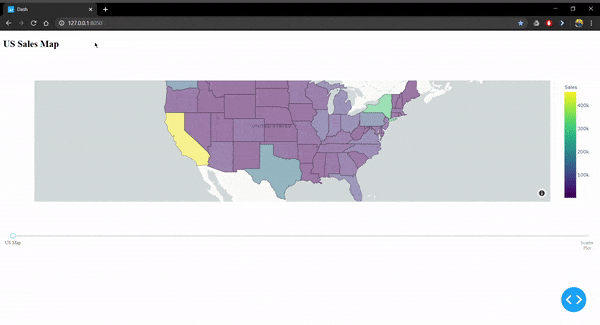 Dash
127.0.0.1:8050
US Sales Map
UNITED STATES
Sales
400k
300k
200k
100k
US Map
Scatter
Plot